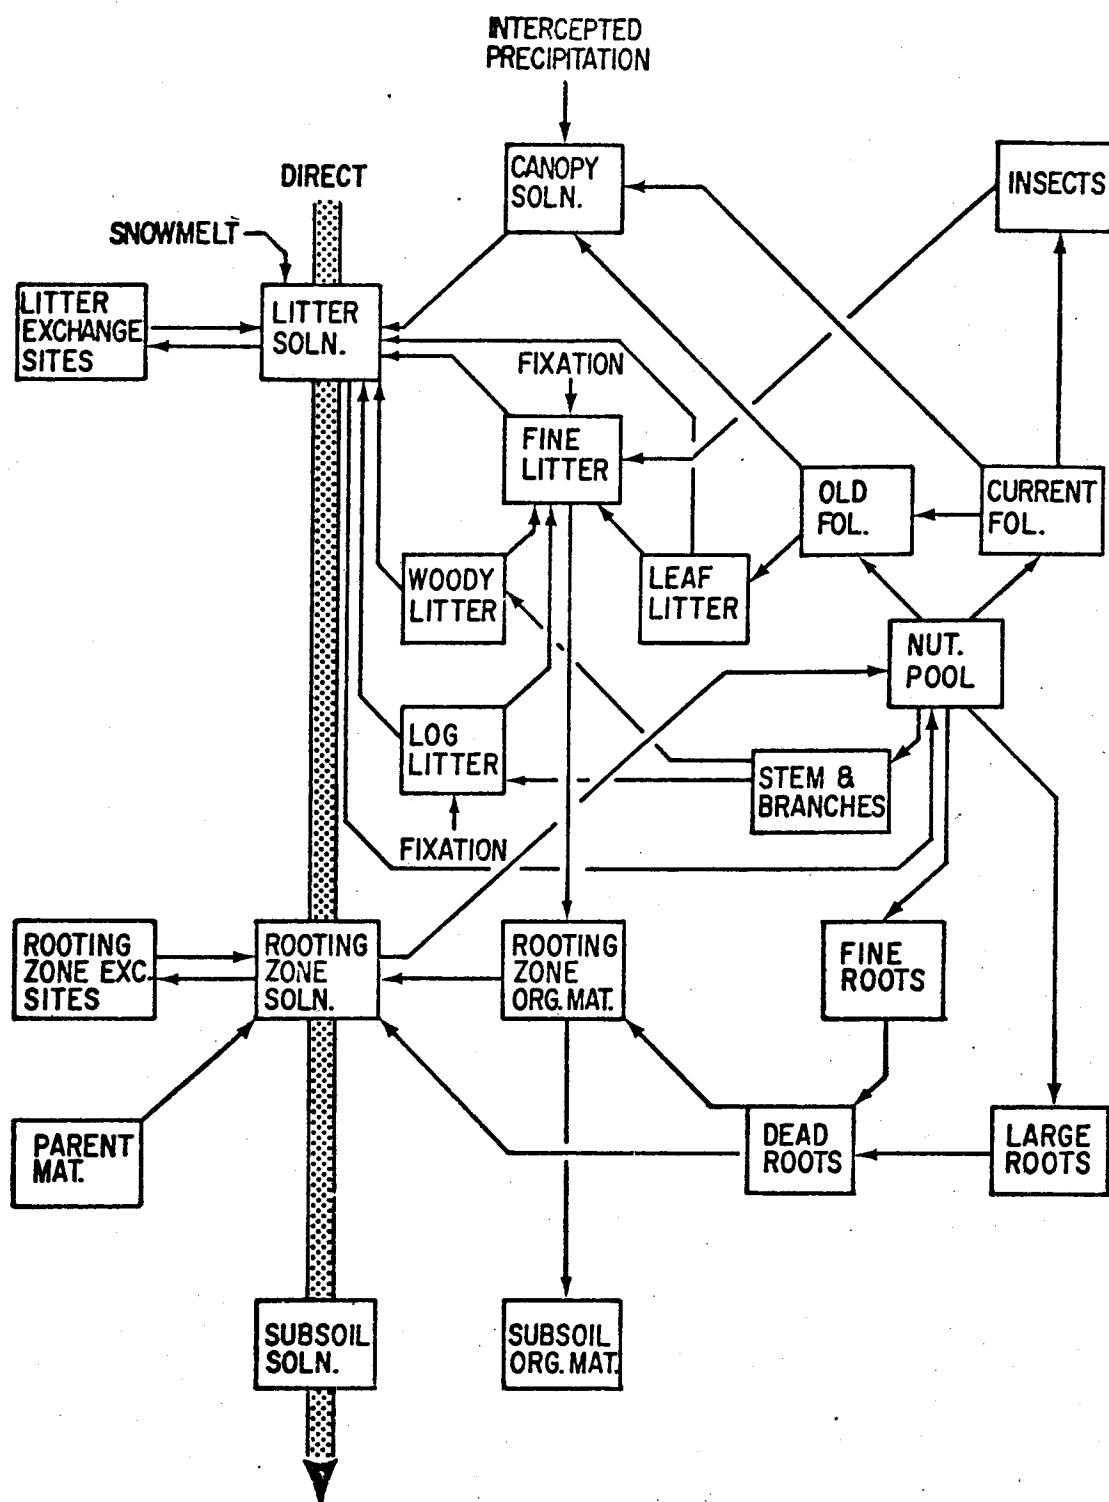 INTERCEPTED
PRECIPITATION
CANOPY
SOLN.
INSECTS
DIRECT
SNOWMELT
LITTER
EXCHANGE
SITES
LITTER
SOLN.
FIXATION
FINE
LITTER
OLD
FOL.
CURRENT
FOL.
WOODY
LITTER
LEAF
LITTER
NUT.
POOL
LOG
LITTER
STEM &
BRANCHES
FIXATION
ROOTING
ZONE EXC.
SITES
ROOTING
ZONE
SOLN.
ROOTING
ZONE
ORG. MAT.
FINE
ROOTS
PARENT
MAT.
DEAD
ROOTS
LARGE
ROOTS
SUBSOIL
SOLN.
SUBSOIL
ORG. MAT.